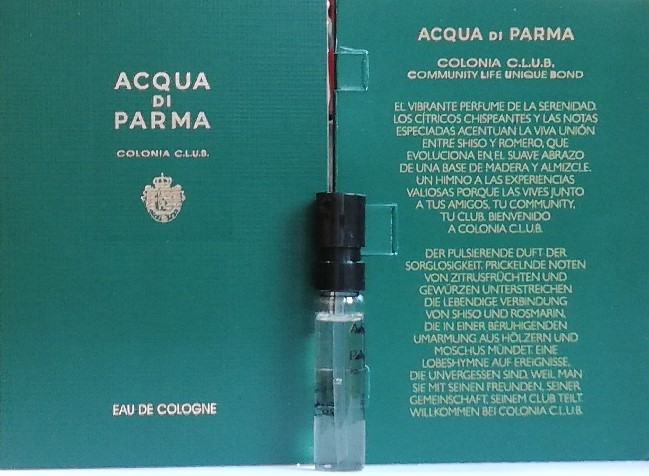 ACQUA
DI
PARMA
COLONIA C.L.U.B.
EAU DE COLOGNE
ACQUA DI PARMA
COLONIA C.L.U.B.
COMMUNITY LIFE UNIQUE BOND
EL VIBRANTE PERFUME DE LA SERENIDAD.
LOS CÍTRICOS CHISPEANTES Y LAS NOTAS
ESPECIADAS ACENTUAN LA VIVA UNIÓN
ENTRE SHISO Y ROMERO, QUE
EVOLUCIONA EN EL SUAVE ABRAZO
DE UNA BASE DE MADERA Y ALMIZCLE.
UN HIMNO A LAS EXPERIENCIAS
VALIOSAS PORQUE LAS VIVES JUNTO
A TUS AMIGOS, TU COMMUNITY,
TU CLUB. BIENVENIDO
A COLONIA C.L.U.B.
DER PULSIERENDE DUFT DER
SORGLOSIGKEIT. PRICKELNDE NOTEN
VON ZITRUSFRÜCHTEN UND
GEWÜRZEN UNTERSTREICHEN
DIE LEBENDIGE VERBINDUNG
VON SHISO UND ROSMARIN,
DIE IN EINER BERUHIGENDEN
UMARMUNG AUS HÖLZERN UND
MOSCHUS MÜNDET. EINE
LOBESHYMNE AUF EREIGNISSE,
DIE UNVERGESSEN SIND, WEIL MAN
SIE MIT SEINEN FREUNDEN, SEINER
GEMEINSCHAFT, SEINEM CLUB TEILT.
WILLKOMMEN BEI COLONIA C.L.U.B.